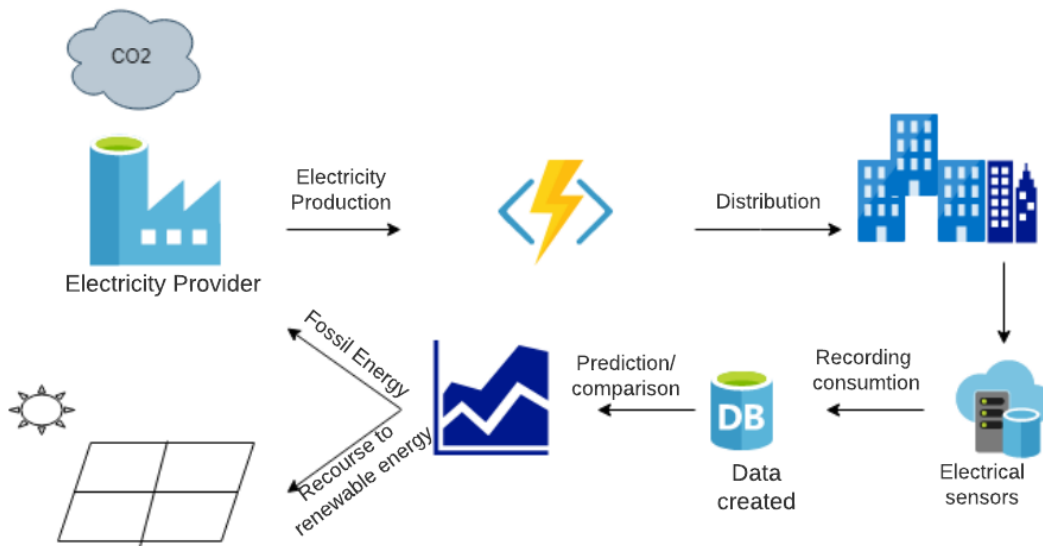 CO2
Electricity
Production
Distribution
Electricity Provider
Fossil Energy
Prediction/
comparison
Recording
consumtion
DB
Recourse to
renewable energy
Data
created
Electrical
sensors